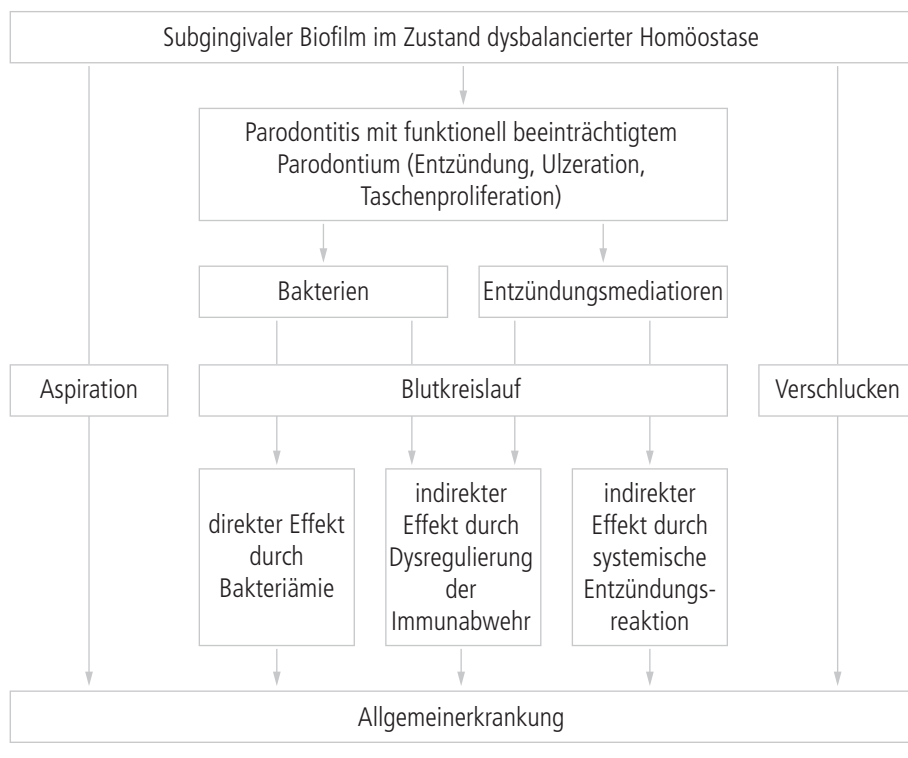 Subgingivaler Biofilm im Zustand dysbalancierter Homöostase
Parodontitis mit funktionell beeinträchtigtem
Parodontium (Entzündung, Ulzeration,
Taschenproliferation)
Bakterien
Entzündungsmediatioren
Aspiration
Blutkreislauf
Verschlucken
direkter Effekt
durch
Bakteriämie
indirekter
Effekt durch
Dysregulierung
der
Immunabwehr
indirekter
Effekt durch
systemische
Entzündungs-
reaktion
Allgemeinerkrankung